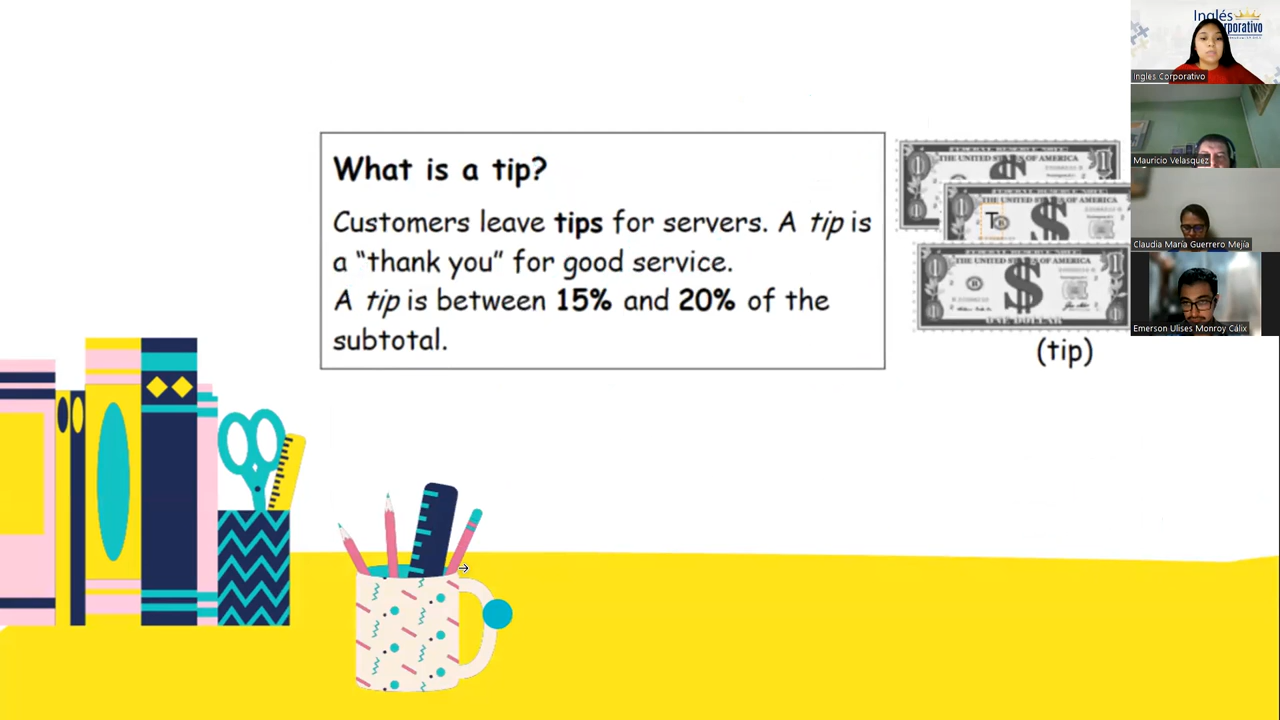 What is a tip?
Customers leave tips for servers. A tip is
a “thank you” for good service.
A tip is between 15% and 20% of the
subtotal.
THE UNITED STATES OF AMERICA
THE UNITED STATES OF AMERICA
THE UNITED STATES OF AMERICA
ONE DOLLAR
(tip)
Inglés
Ingles Corporativo
Mauricio Velasquez
Claudia María Guerrero Mejía
Emerson Ulises Monroy Cálix